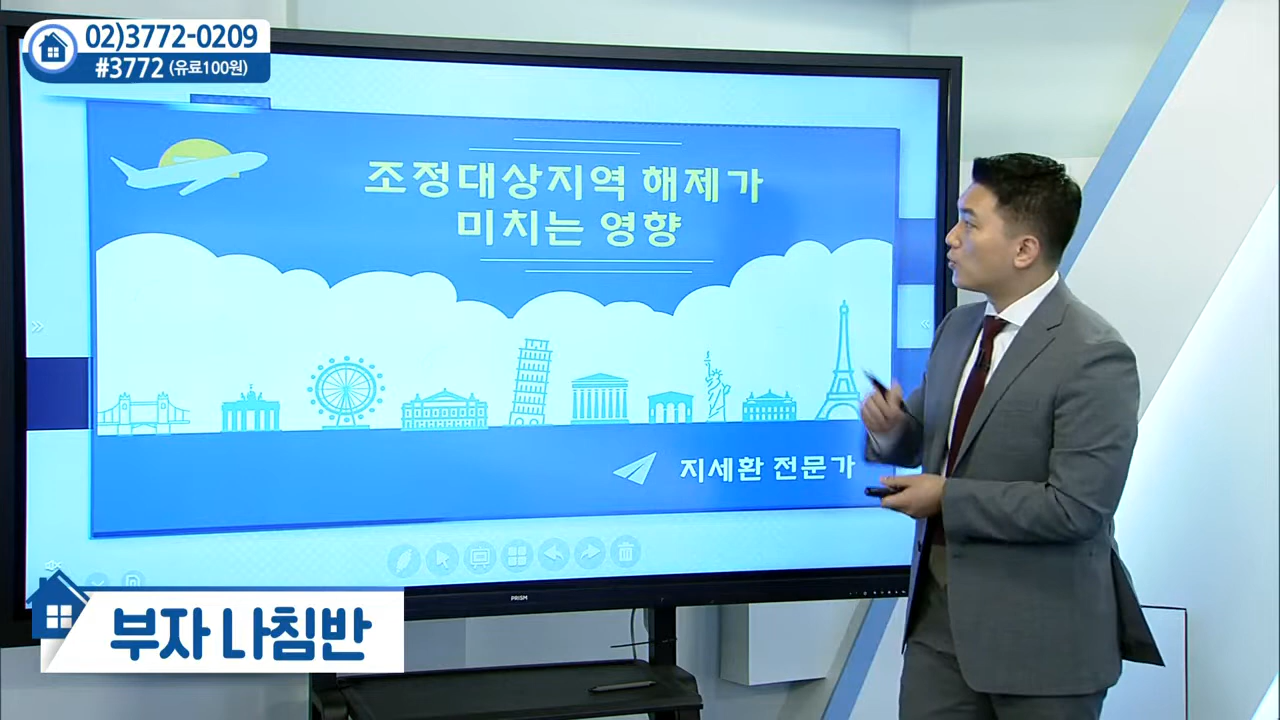 02)3772-0209
#3772 (유료100원)
조정대상지역 해제가
미치는 영향
지세환 전문가
PRISM
부자 나침반